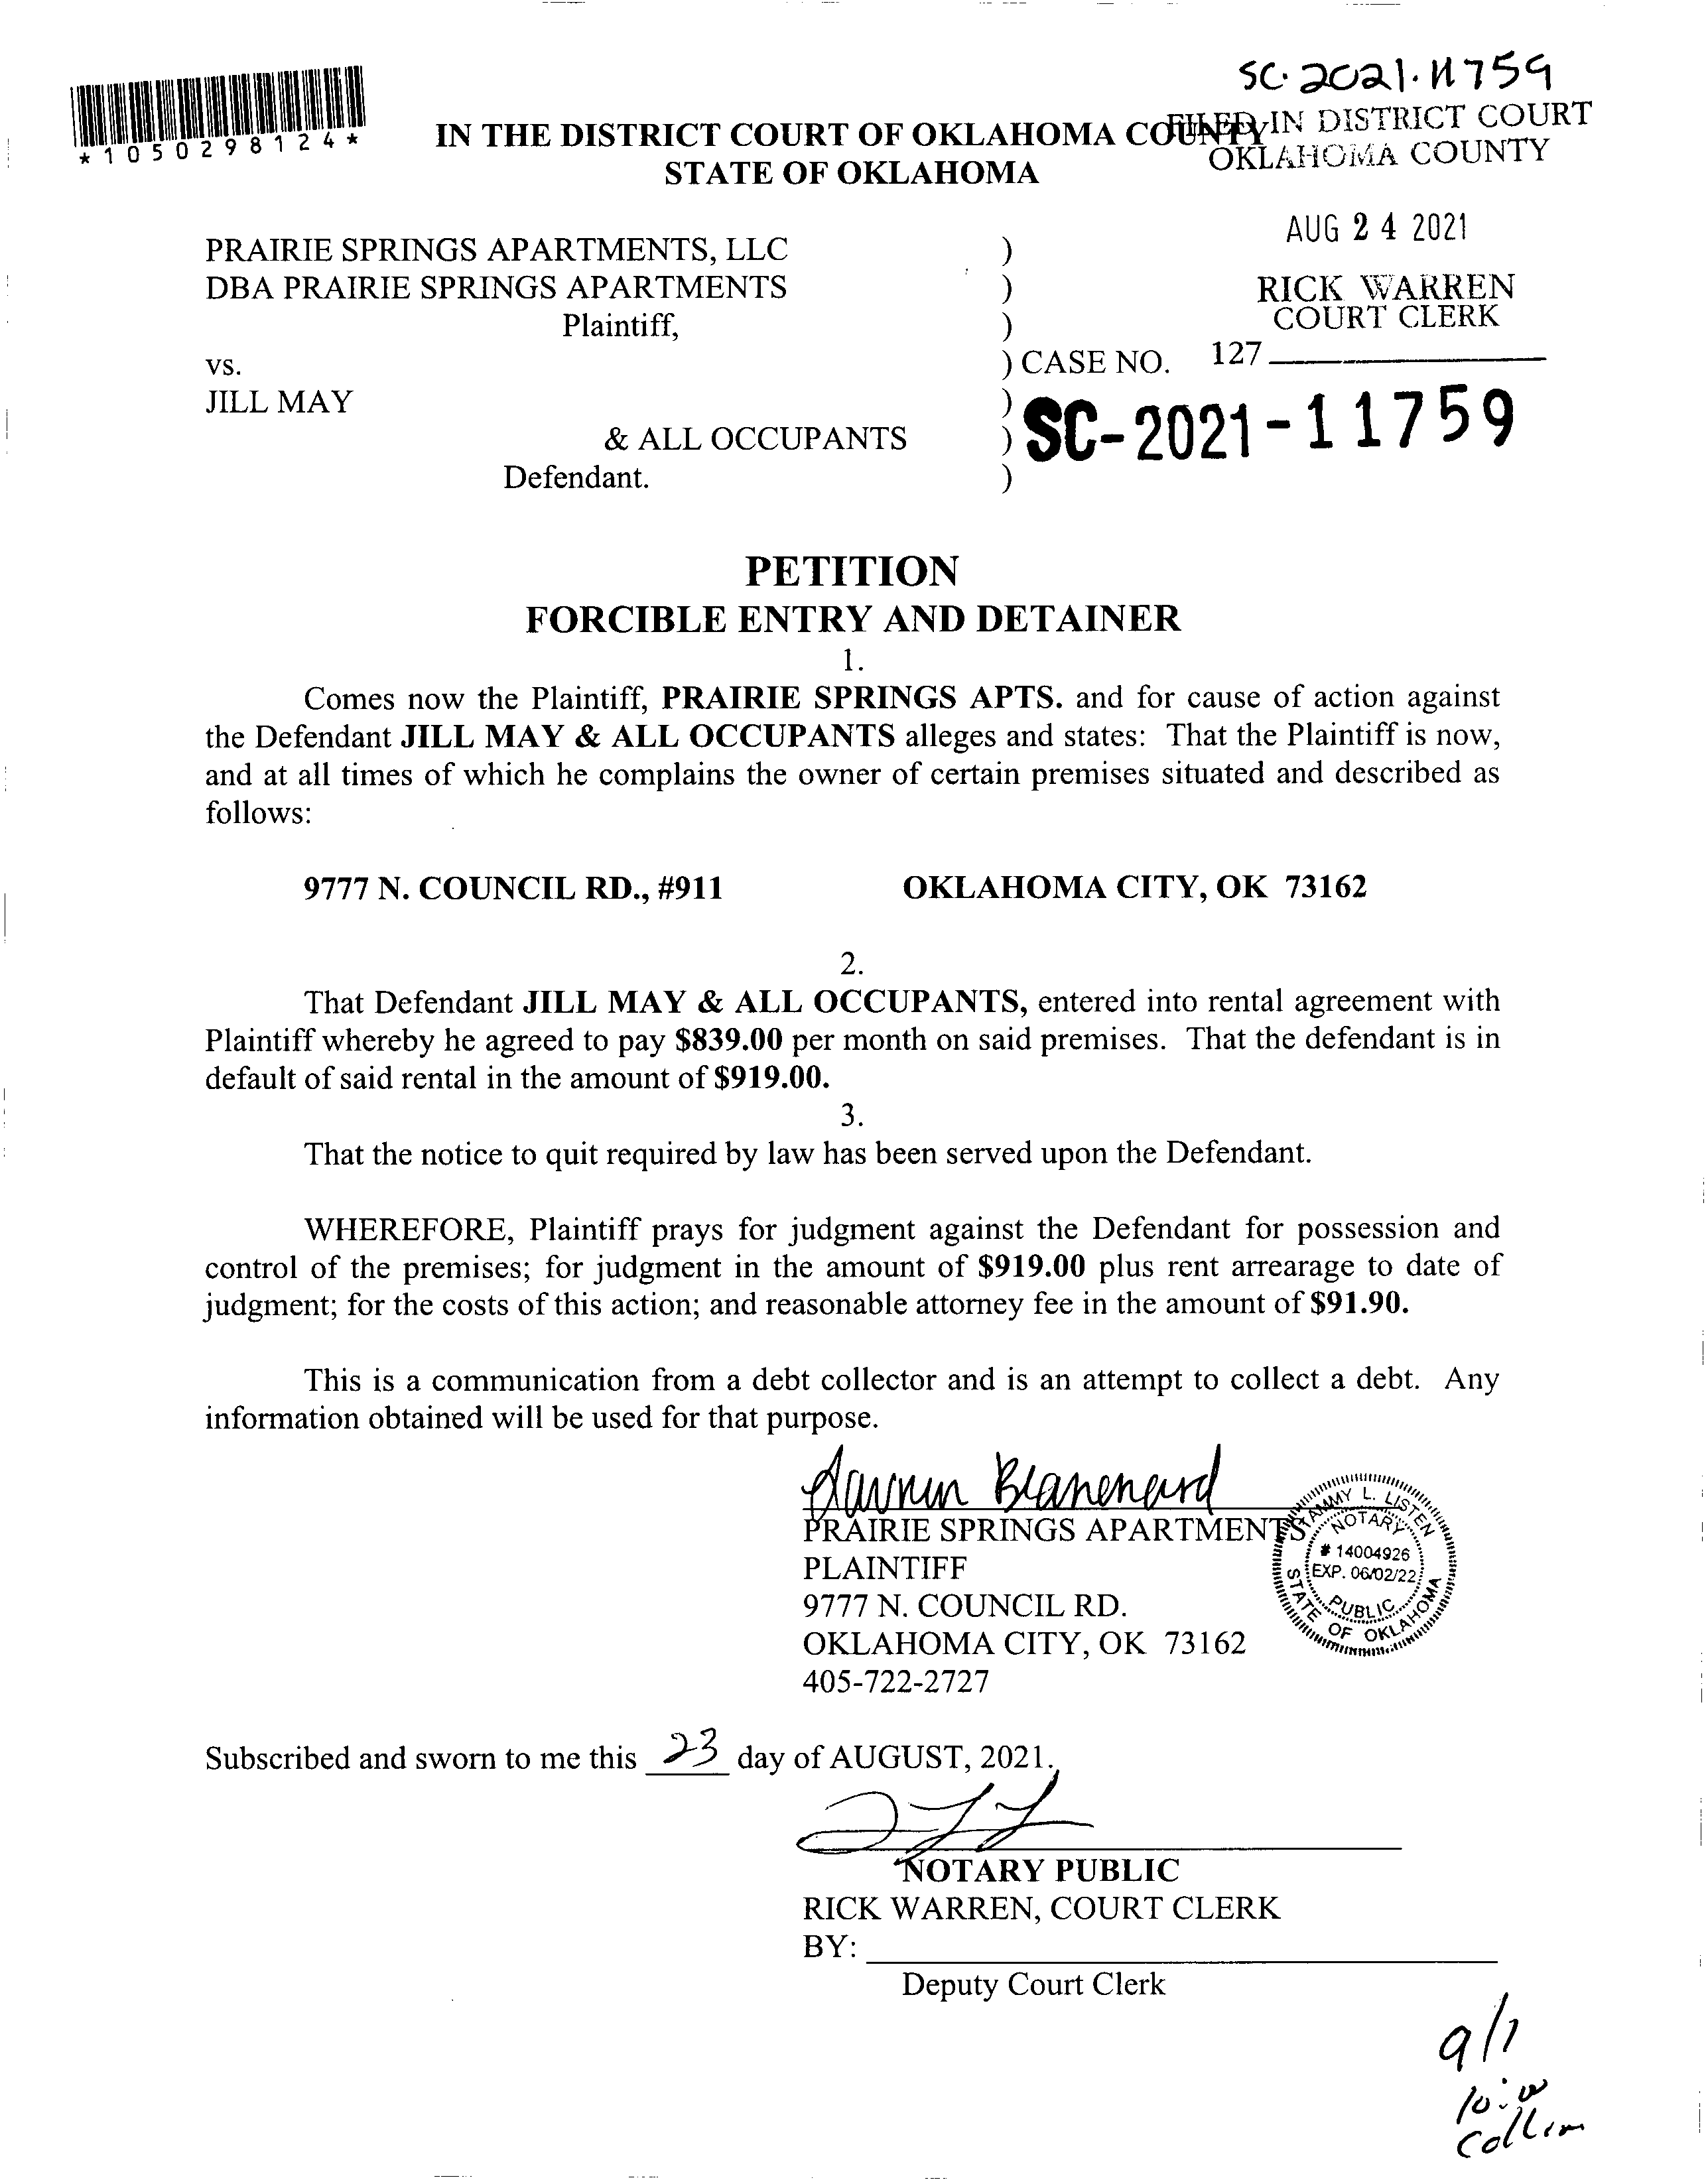 SC-2021-11759
*1050298124*
IN THE DISTRICT COURT OF OKLAHOMA COUNTY
STATE OF OKLAHOMA
FILED IN DISTRICT COURT
OKLAHOMA COUNTY
AUG 24 2021
RICK WARREN
COURT CLERK
127
PRAIRIE SPRINGS APARTMENTS, LLC )
DBA PRAIRIE SPRINGS APARTMENTS )
Plaintiff, )
vs. ) CASE NO.
JILL MAY ) SC-2021-11759
& ALL OCCUPANTS )
Defendant. )
PETITION
FORCIBLE ENTRY AND DETAINER
1.
Comes now the Plaintiff, PRAIRIE SPRINGS APTS. and for cause of action against
the Defendant JILL MAY & ALL OCCUPANTS alleges and states: That the Plaintiff is now,
and at all times of which he complains the owner of certain premises situated and described as
follows:
9777 N. COUNCIL RD., #911 OKLAHOMA CITY, OK 73162
2.
That Defendant JILL MAY & ALL OCCUPANTS, entered into rental agreement with
Plaintiff whereby he agreed to pay $839.00 per month on said premises. That the defendant is in
default of said rental in the amount of $919.00.
3.
That the notice to quit required by law has been served upon the Defendant.
WHEREFORE, Plaintiff prays for judgment against the Defendant for possession and
control of the premises; for judgment in the amount of $919.00 plus rent arrearage to date of
judgment; for the costs of this action; and reasonable attorney fee in the amount of $91.90.
This is a communication from a debt collector and is an attempt to collect a debt. Any
information obtained will be used for that purpose.
PRAIRIE SPRINGS APARTMENTS
PLAINTIFF
9777 N. COUNCIL RD.
OKLAHOMA CITY, OK 73162
405-722-2727
TAMMY L. LISTEN
NOTARY
# 14004926
EXP. 06/02/22
PUBLIC
STATE OF OKLAHOMA
Subscribed and sworn to me this 23 day of AUGUST, 2021.
NOTARY PUBLIC
RICK WARREN, COURT CLERK
BY:
Deputy Court Clerk
9/1